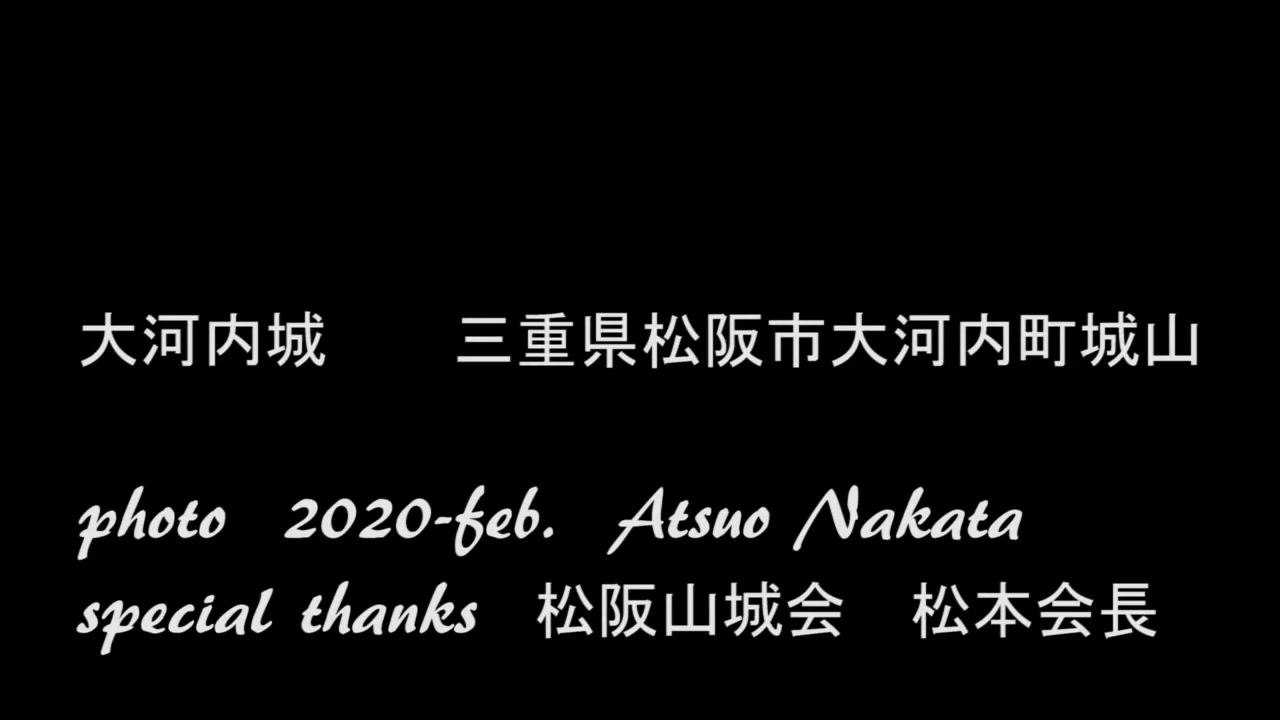 大河内城　　三重県松阪市大河内町城山
photo　2020-feb.　Atsuo Nakata
special thanks　松阪山城会　松本会長